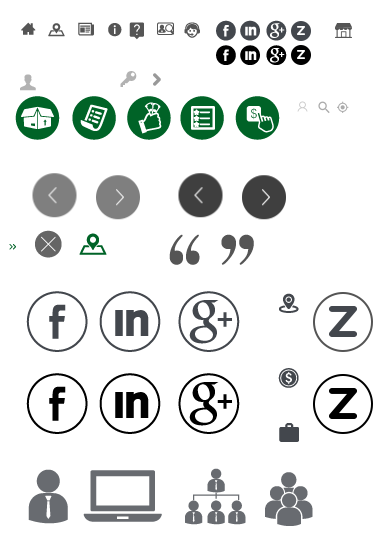 i ? f in g+ z
f in g+ z
$
»
“ ”
f in g+ z
$
f in g+ z